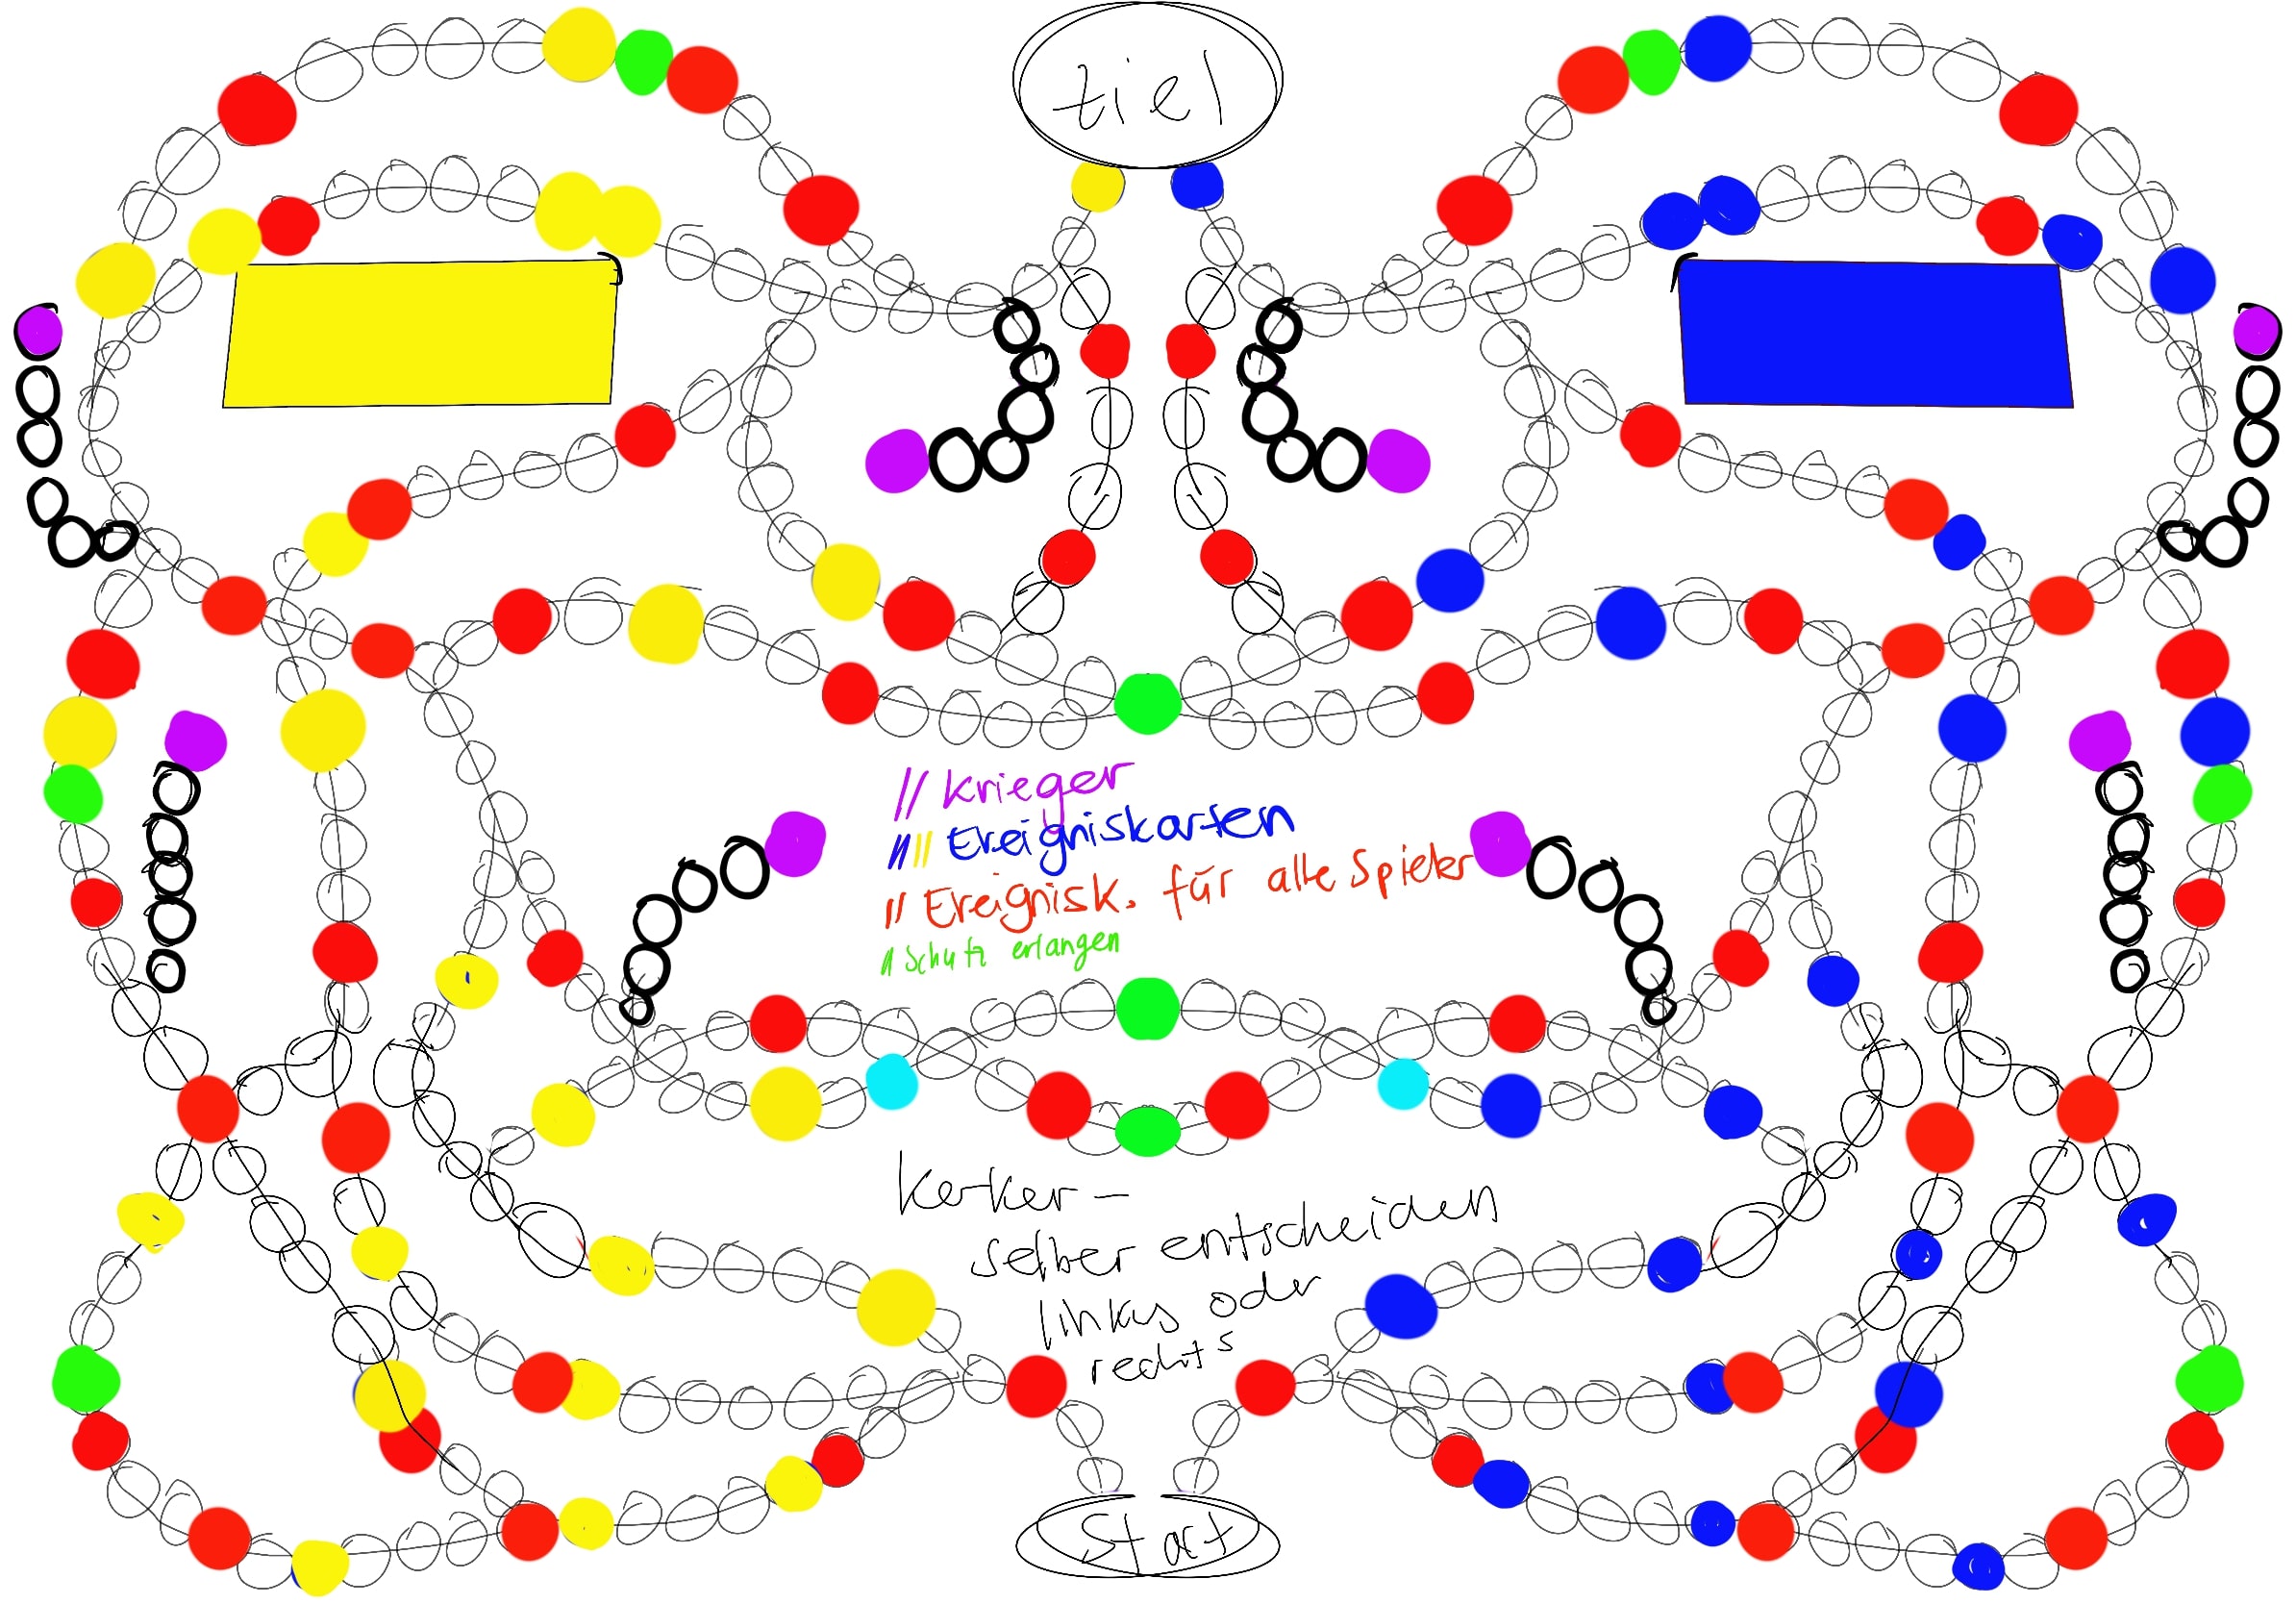 tiel
// Krieger
//// Ereigniskarten
// Ereignisk. für alle Spieler
// Schutz erlangen
Kerker-
selber entscheiden
links oder
rechts
Start